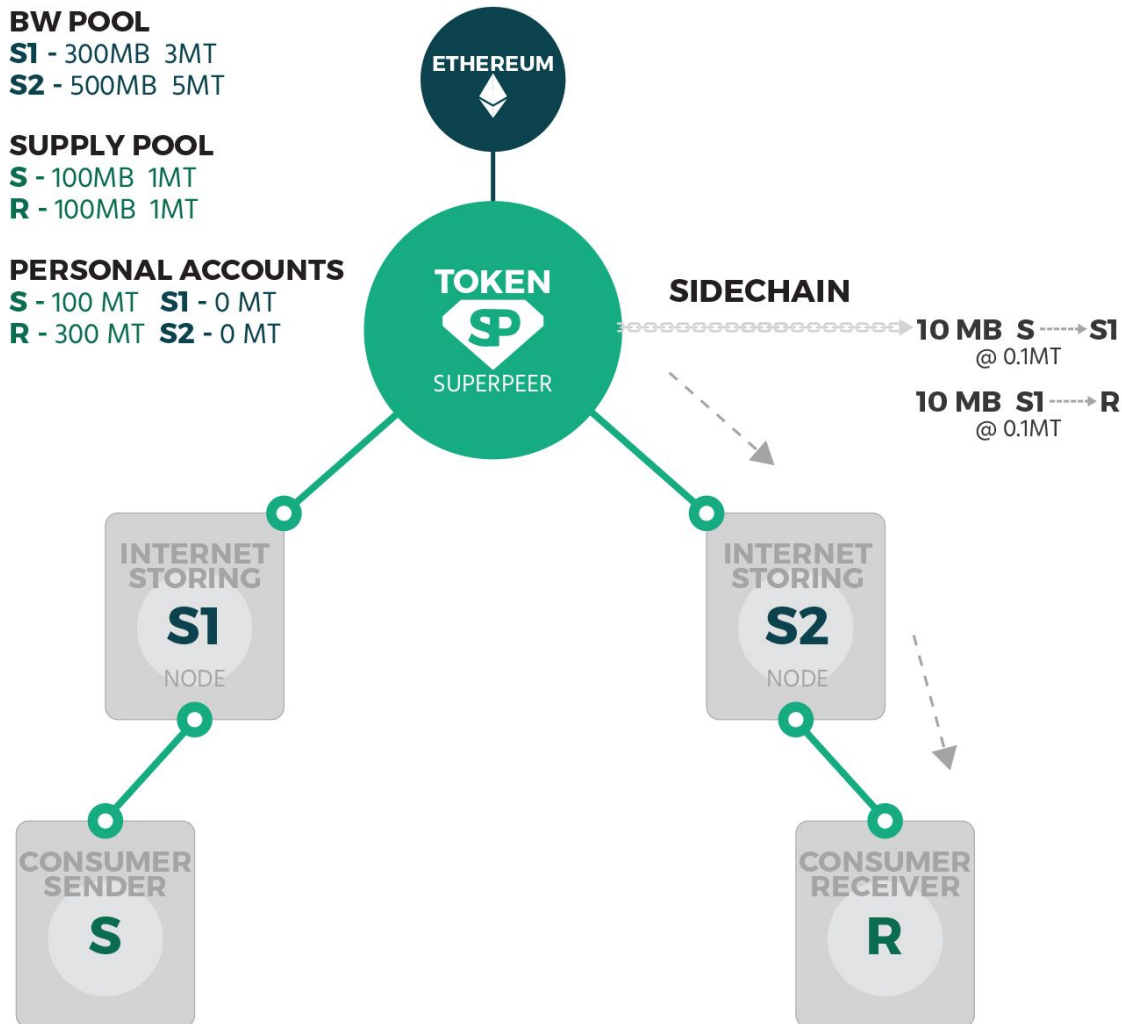 BW POOL
S1 - 300MB 3MT
S2 - 500MB 5MT
SUPPLY POOL
S - 100MB 1MT
R - 100MB 1MT
PERSONAL ACCOUNTS
S - 100 MT S1 - 0 MT
R - 300 MT S2 - 0 MT
ETHEREUM
TOKEN
SP
SUPERPEER
SIDECHAIN
10 MB S S1
@ 0.1MT
10 MB S1 R
@ 0.1MT
INTERNET
STORING
S1
NODE
INTERNET
STORING
S2
NODE
CONSUMER
SENDER
S
CONSUMER
RECEIVER
R